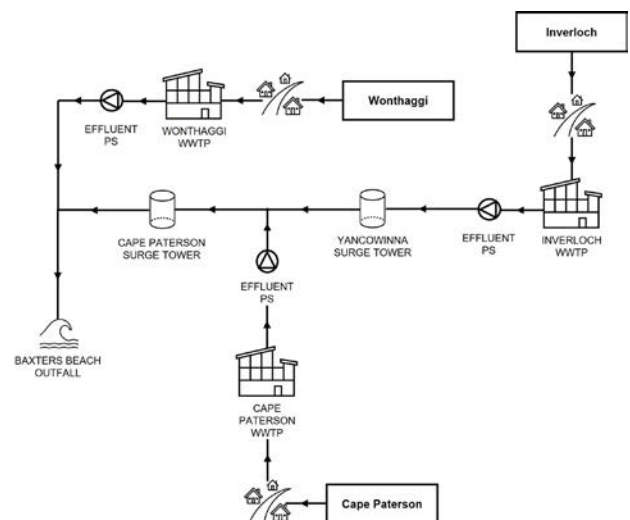 Inverloch
Wonthaggi
EFFLUENT
PS
WONTHAGGI
WWTP
CAPE PATERSON
SURGE TOWER
YANCOWINNA
SURGE TOWER
EFFLUENT
PS
INVERLOCH
WWTP
EFFLUENT
PS
BAXTERS BEACH
OUTFALL
CAPE
PATERSON
WWTP
Cape Paterson